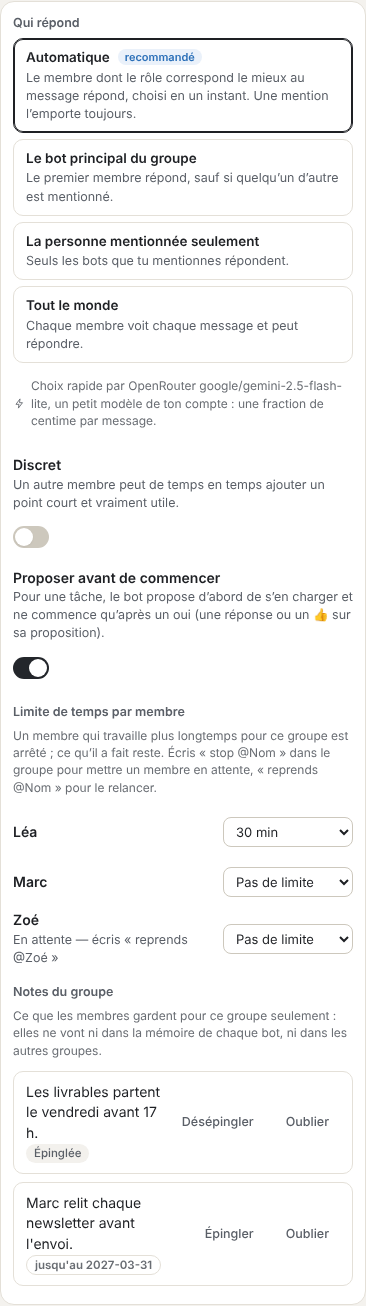 Qui répond
Automatique recommandé
Le membre dont le rôle correspond le mieux au
message répond, choisi en un instant. Une mention
l’emporte toujours.
Le bot principal du groupe
Le premier membre répond, sauf si quelqu’un d’autre
est mentionné.
La personne mentionnée seulement
Seuls les bots que tu mentionnes répondent.
Tout le monde
Chaque membre voit chaque message et peut
répondre.
Choix rapide par OpenRouter google/gemini-2.5-flash-
lite, un petit modèle de ton compte : une fraction de
centime par message.
Discret
Un autre membre peut de temps en temps ajouter un
point court et vraiment utile.
Proposer avant de commencer
Pour une tâche, le bot propose d’abord de s’en charger et
ne commence qu’après un oui (une réponse ou un 👍 sur
sa proposition).
Limite de temps par membre
Un membre qui travaille plus longtemps pour ce groupe est
arrêté ; ce qu’il a fait reste. Écris « stop @Nom » dans le
groupe pour mettre un membre en attente, « reprends
@Nom » pour le relancer.
Léa 30 min
Marc Pas de limite
Zoé
En attente — écris « reprends
@Zoé »
Pas de limite
Notes du groupe
Ce que les membres gardent pour ce groupe seulement :
elles ne vont ni dans la mémoire de chaque bot, ni dans les
autres groupes.
Les livrables partent
le vendredi avant 17
h.
Épinglée
Désépingler Oublier
Marc relit chaque
newsletter avant
l'envoi.
jusqu'au 2027-03-31
Épingler Oublier